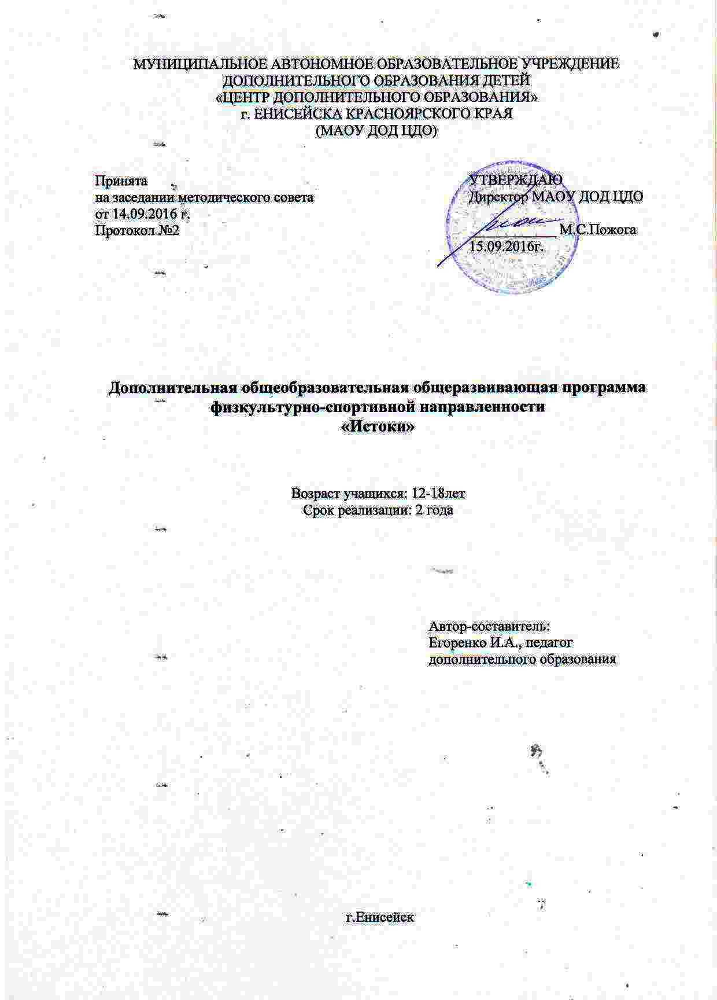 МУНИЦИПАЛЬНОЕ АВТОНОМНОЕ ОБРАЗОВАТЕЛЬНОЕ УЧРЕЖДЕНИЕ
ДОПОЛНИТЕЛЬНОГО ОБРАЗОВАНИЯ ДЕТЕЙ
«ЦЕНТР ДОПОЛНИТЕЛЬНОГО ОБРАЗОВАНИЯ»
г. ЕНИСЕЙСКА КРАСНОЯРСКОГО КРАЯ
(МАОУ ДОД ЦДО)
Принята
на заседании методического совета
от 14.09.2016 г.
Протокол №2
УТВЕРЖДАЮ
Директор МАОУ ДОД ЦДО
____________ М.С.Пожога
15.09.2016г.
Дополнительная общеобразовательная общеразвивающая программа
физкультурно-спортивной направленности
«Истоки»
Возраст учащихся: 12-18лет
Срок реализации: 2 года
Автор-составитель:
Егоренко И.А., педагог
дополнительного образования
г.Енисейск